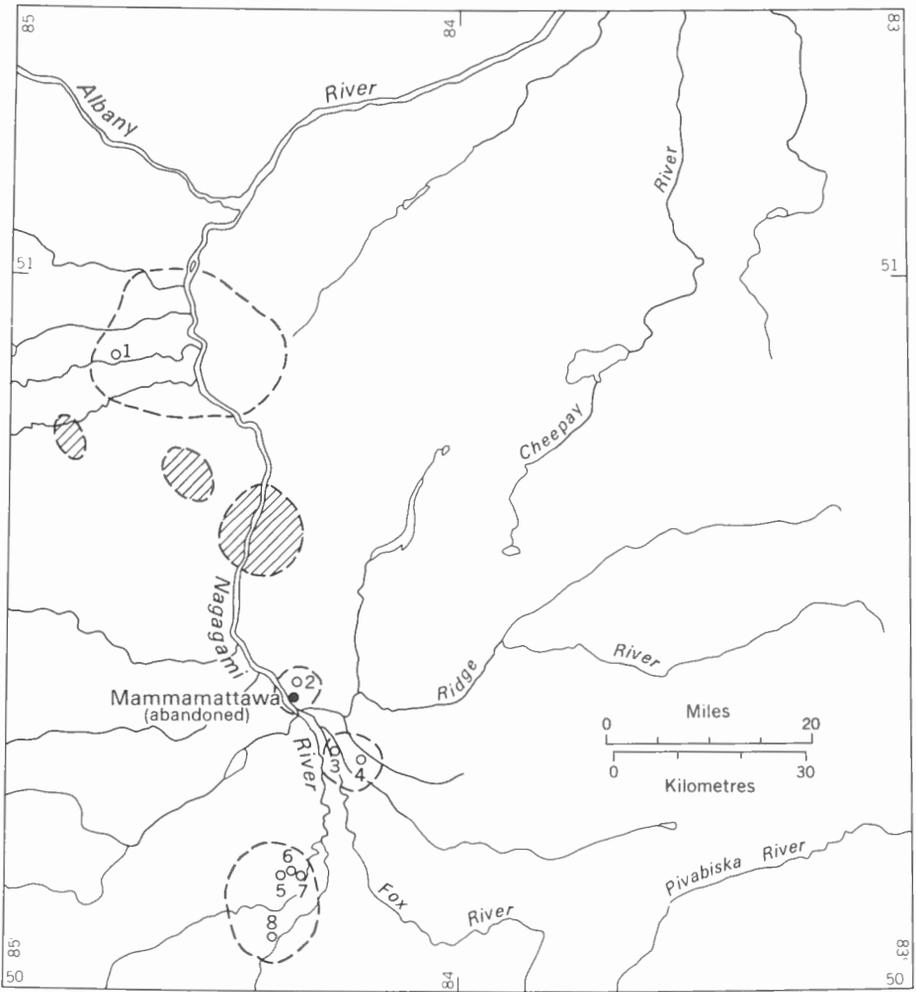 85
84
83
Albany
River
River
51
51
1
Cheepay
Nagagami
2
Mammamattawa
(abandoned)
Ridge
River
0 Miles 20
0 30
Kilometres
River
3
4
6
5 7
8
Fox
River
Pivabiska River
85
50
84
83
50